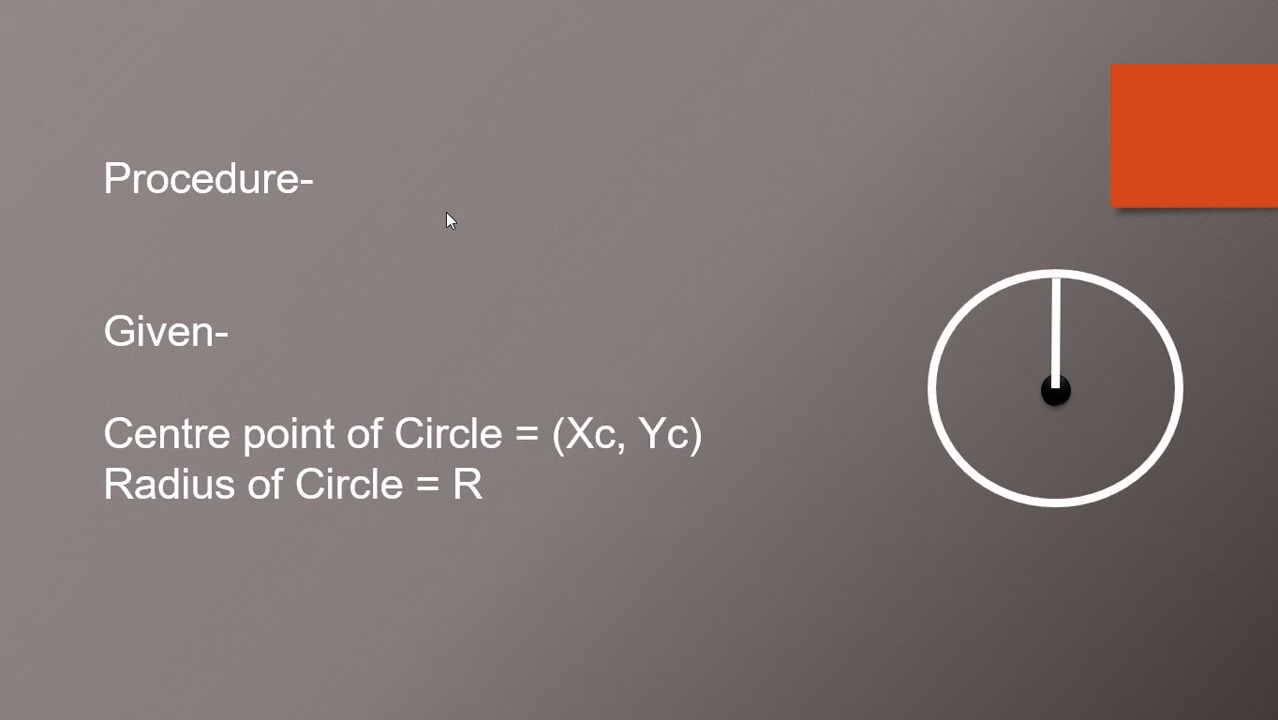 Procedure-
Given-
Centre point of Circle = (Xc, Yc)
Radius of Circle = R